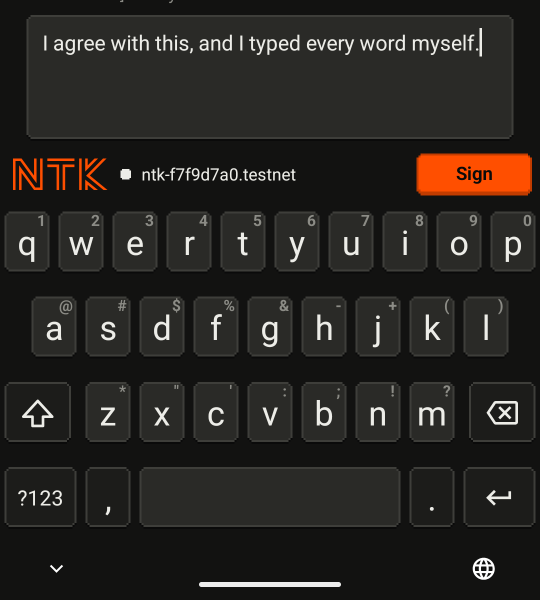 I agree with this, and I typed every word myself.
NTK ntk-f7f9d7a0.testnet Sign
1 2 3 4 5 6 7 8 9 0
q w e r t y u i o p
@ # $ % & - + ( )
a s d f g h j k l
* " ' : ; ! ?
z x c v b n m
?123 , .